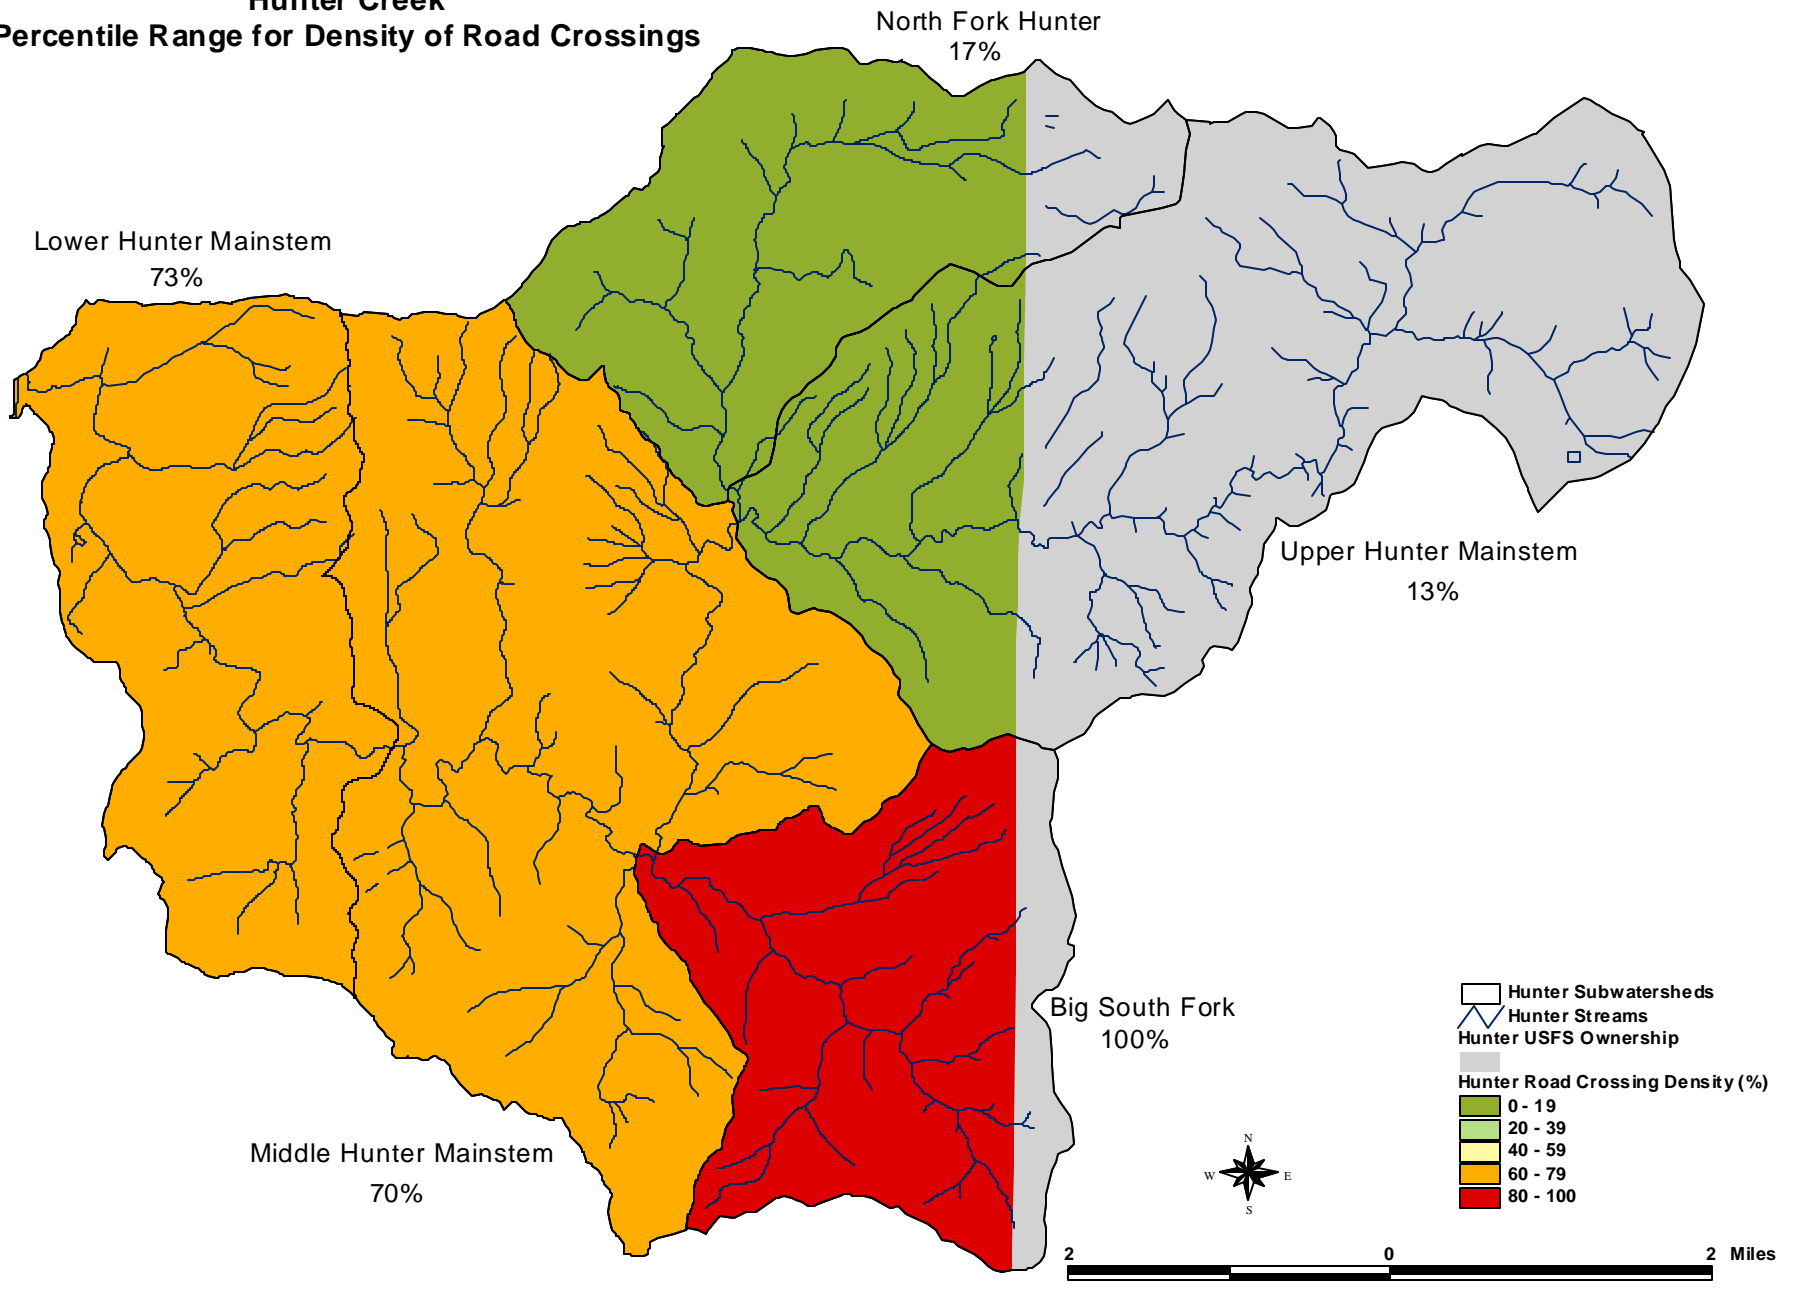 Hunter Creek
Percentile Range for Density of Road Crossings
North Fork Hunter
17%
Lower Hunter Mainstem
73%
Upper Hunter Mainstem
13%
Big South Fork
100%
Middle Hunter Mainstem
70%
Hunter Subwatersheds
Hunter Streams
Hunter USFS Ownership
Hunter Road Crossing Density (%)
0 - 19
20 - 39
40 - 59
60 - 79
80 - 100
N
W E
S
2 0 2 Miles